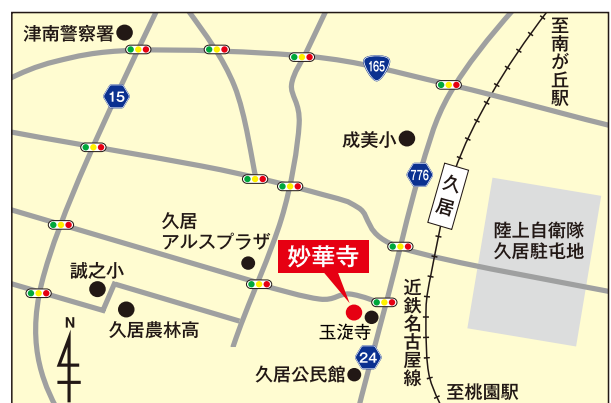 津南警察署
至南が丘駅
165
15
成美小
776
久居
久居
アルスプラザ
陸上自衛隊
久居駐屯地
妙華寺
誠之小
久居農林高
玉泩寺
近鉄名古屋線
N
24
久居公民館
至桃園駅